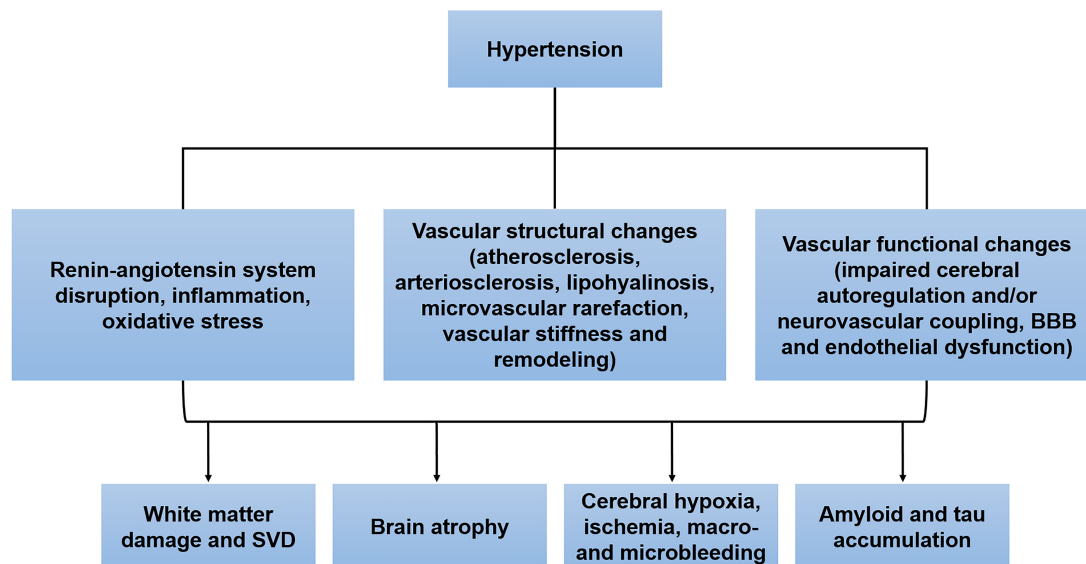 Hypertension
Renin-angiotensin system
disruption, inflammation,
oxidative stress
Vascular structural changes
(atherosclerosis,
arteriosclerosis, lipohyalinosis,
microvascular rarefaction,
vascular stiffness and
remodeling)
Vascular functional changes
(impaired cerebral
autoregulation and/or
neurovascular coupling, BBB
and endothelial dysfunction)
White matter
damage and SVD
Brain atrophy
Cerebral hypoxia,
ischemia, macro-
and microbleeding
Amyloid and tau
accumulation